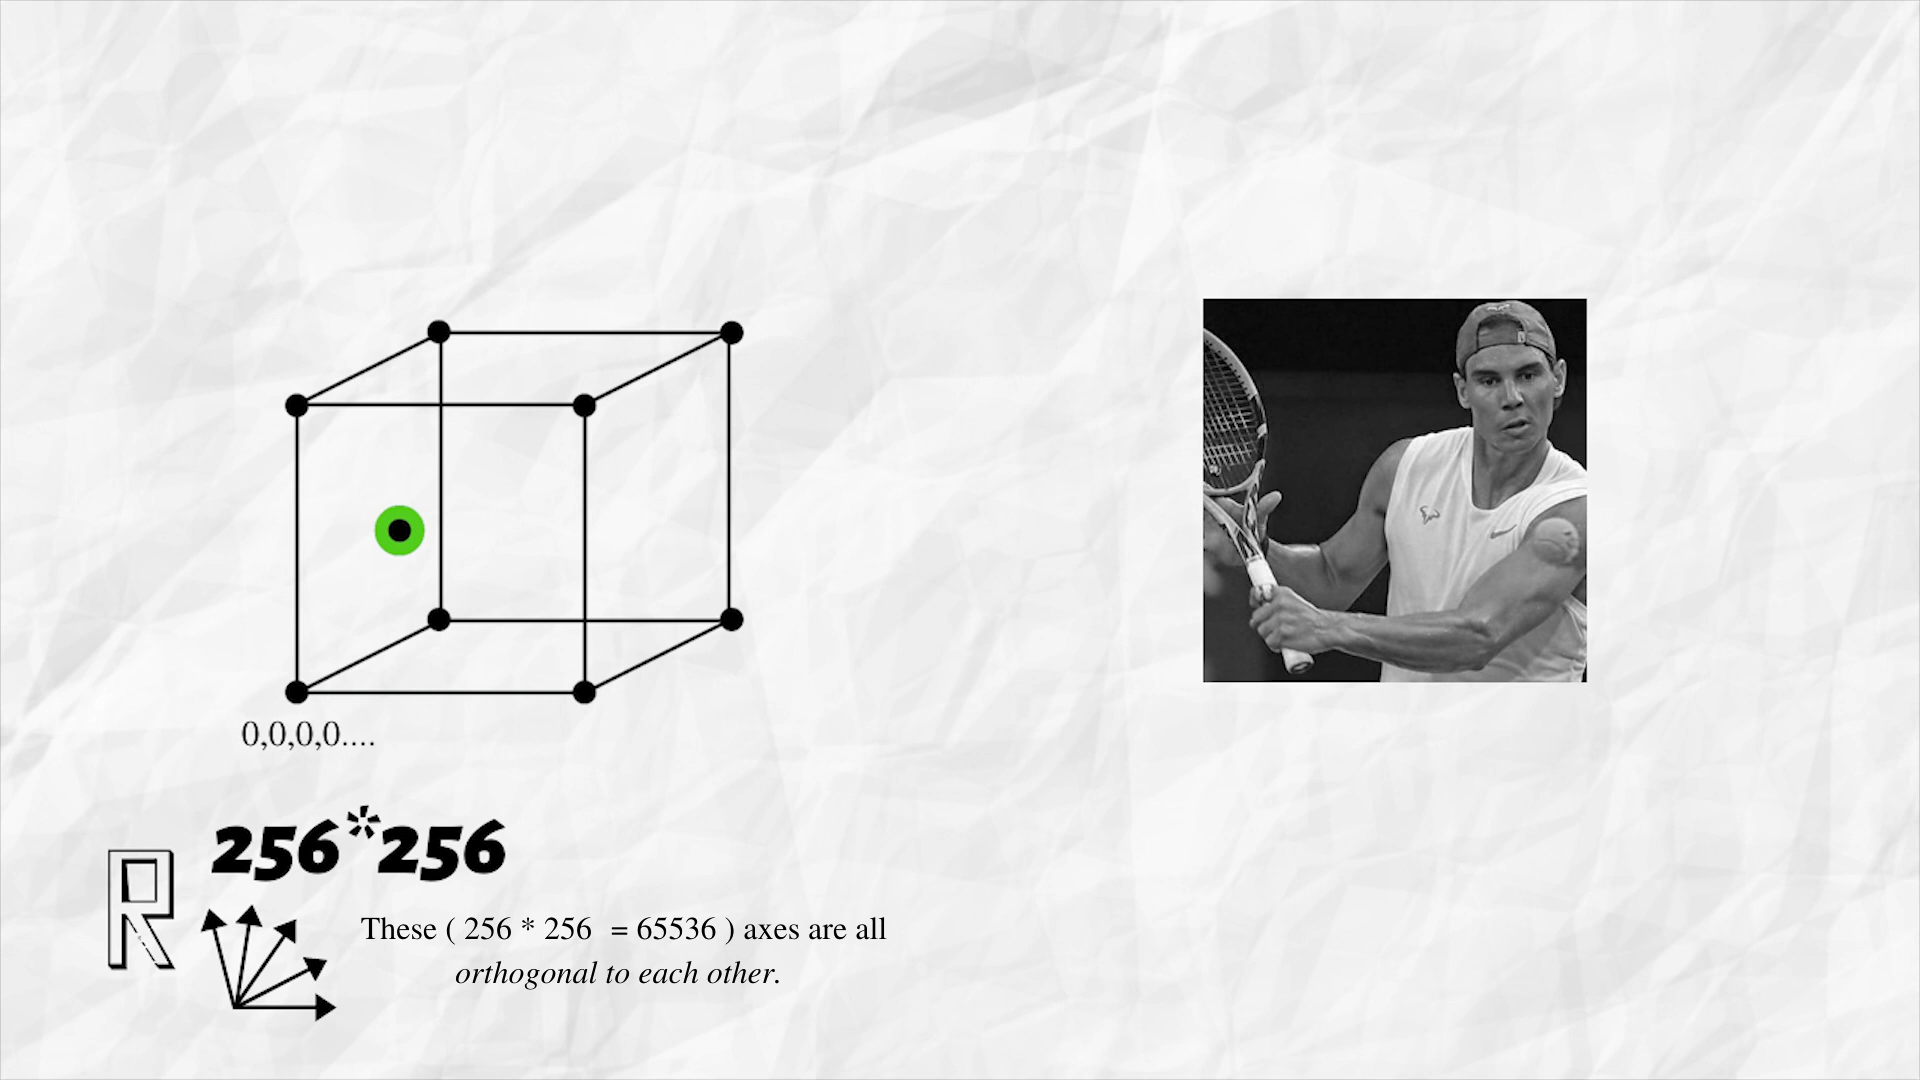 0,0,0,0....
256*256
R
These ( 256 * 256 = 65536 ) axes are all
orthogonal to each other.